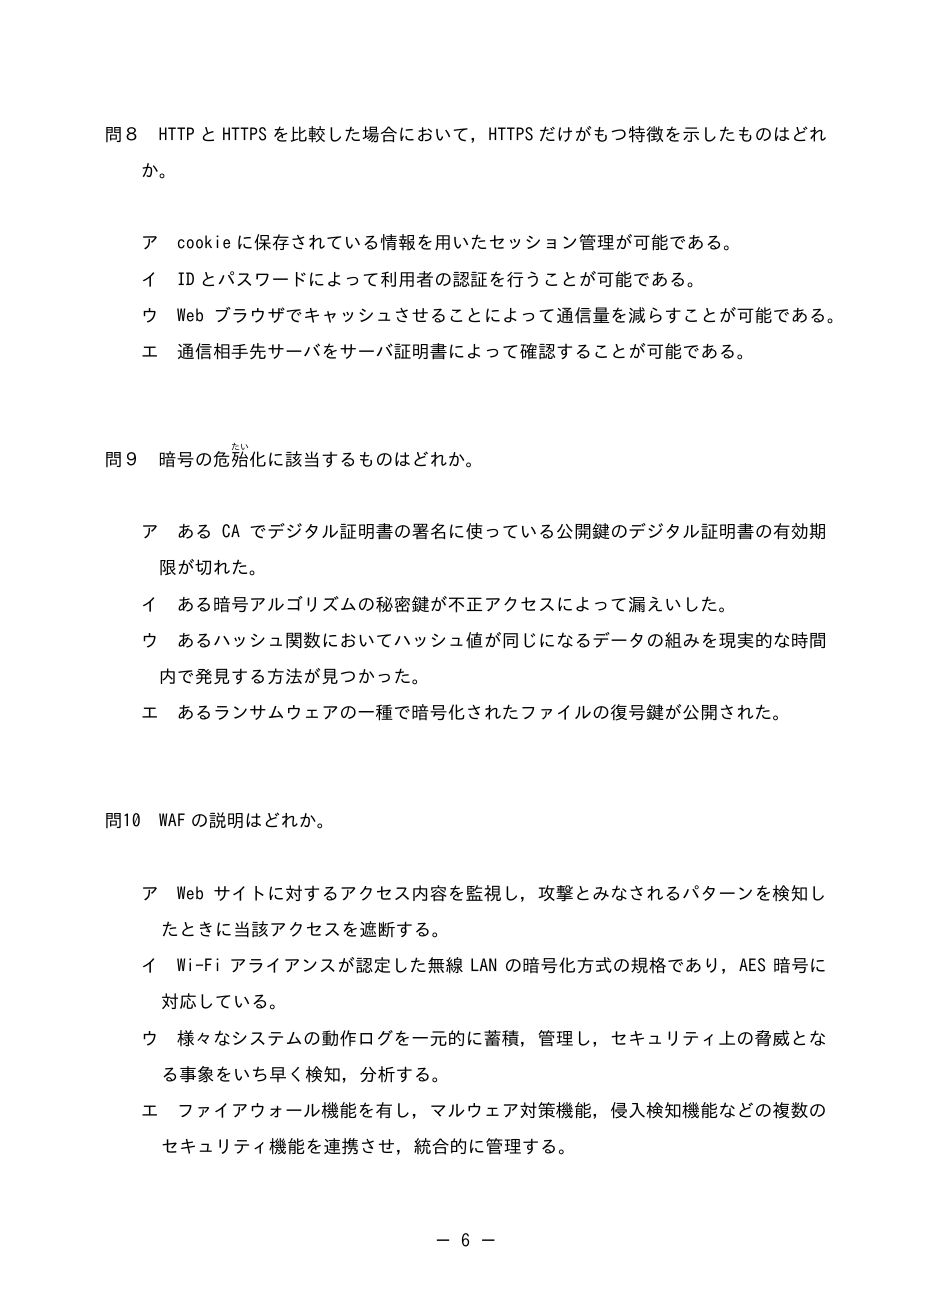 問８　HTTP と HTTPS を比較した場合において，HTTPS だけがもつ特徴を示したものはどれ
か。
ア　cookie に保存されている情報を用いたセッション管理が可能である。
イ　ID とパスワードによって利用者の認証を行うことが可能である。
ウ　Web ブラウザでキャッシュさせることによって通信量を減らすことが可能である。
エ　通信相手先サーバをサーバ証明書によって確認することが可能である。
たい
問９　暗号の危殆化に該当するものはどれか。
ア　ある CA でデジタル証明書の署名に使っている公開鍵のデジタル証明書の有効期
限が切れた。
イ　ある暗号アルゴリズムの秘密鍵が不正アクセスによって漏えいした。
ウ　あるハッシュ関数においてハッシュ値が同じになるデータの組みを現実的な時間
内で発見する方法が見つかった。
エ　あるランサムウェアの一種で暗号化されたファイルの復号鍵が公開された。
問10　WAF の説明はどれか。
ア　Web サイトに対するアクセス内容を監視し，攻撃とみなされるパターンを検知し
たときに当該アクセスを遮断する。
イ　Wi-Fi アライアンスが認定した無線 LAN の暗号化方式の規格であり，AES 暗号に
対応している。
ウ　様々なシステムの動作ログを一元的に蓄積，管理し，セキュリティ上の脅威とな
る事象をいち早く検知，分析する。
エ　ファイアウォール機能を有し，マルウェア対策機能，侵入検知機能などの複数の
セキュリティ機能を連携させ，統合的に管理する。
－ 6 －